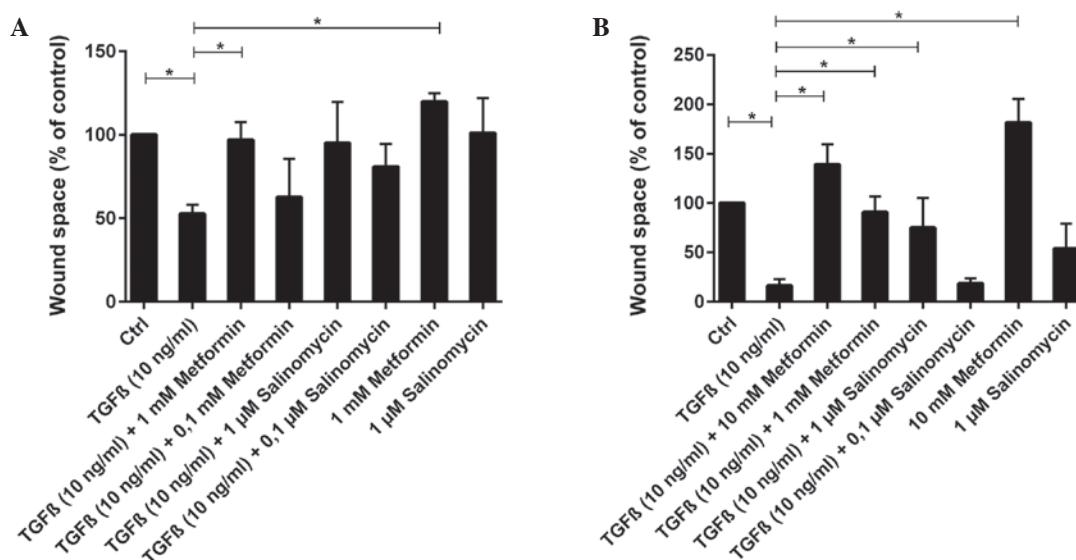 A
Wound space (% of control)
150
100
50
0
*
*
*
Ctrl
TGFß (10 ng/ml)
TGFß (10 ng/ml) + 1 mM Metformin
TGFß (10 ng/ml) + 0,1 mM Metformin
TGFß (10 ng/ml) + 1 µM Salinomycin
TGFß (10 ng/ml) + 0,1 µM Salinomycin
1 mM Metformin
1 µM Salinomycin
B
Wound space (% of control)
250
200
150
100
50
0
*
*
*
*
*
Ctrl
TGFß (10 ng/ml)
TGFß (10 ng/ml) + 10 mM Metformin
TGFß (10 ng/ml) + 1 mM Metformin
TGFß (10 ng/ml) + 1 µM Salinomycin
TGFß (10 ng/ml) + 0,1 µM Salinomycin
10 mM Metformin
1 µM Salinomycin